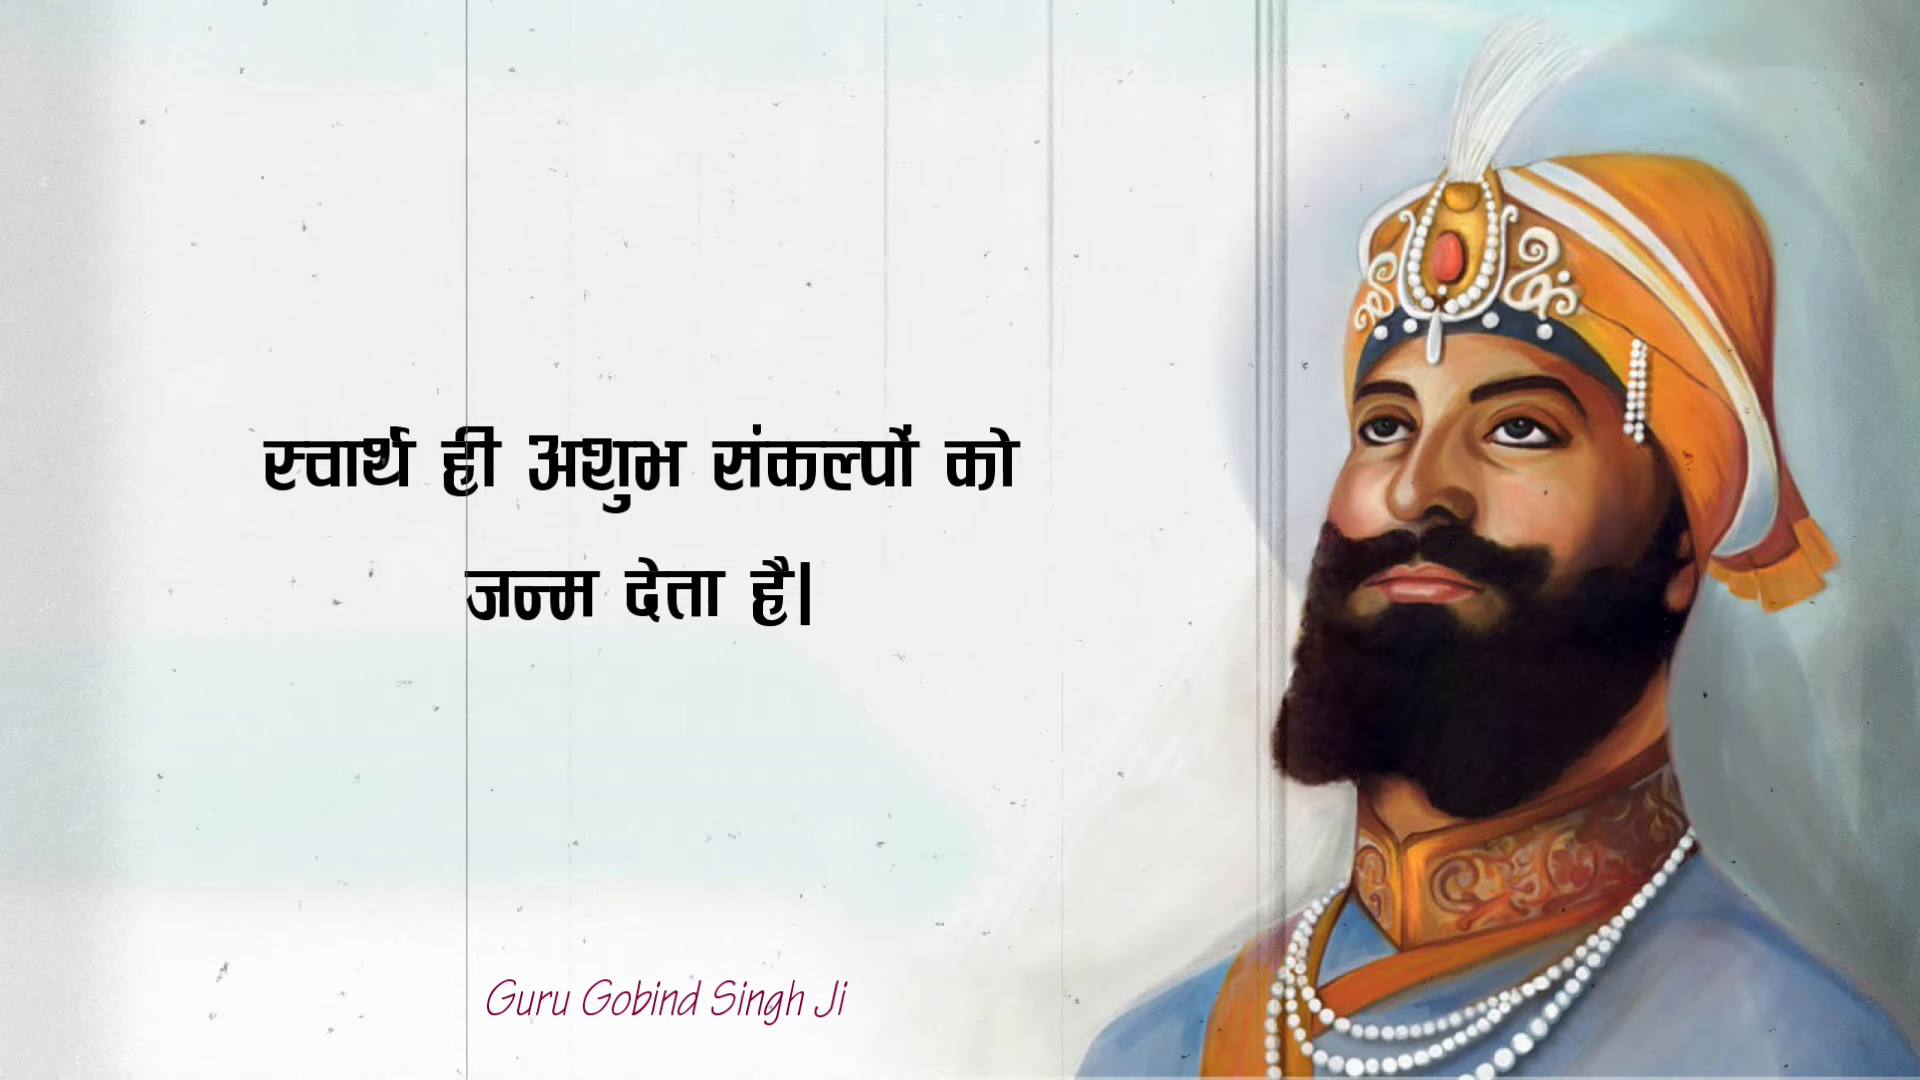 स्वार्थ ही अशुभ संकल्पों को
जन्म देता है।
Guru Gobind Singh Ji